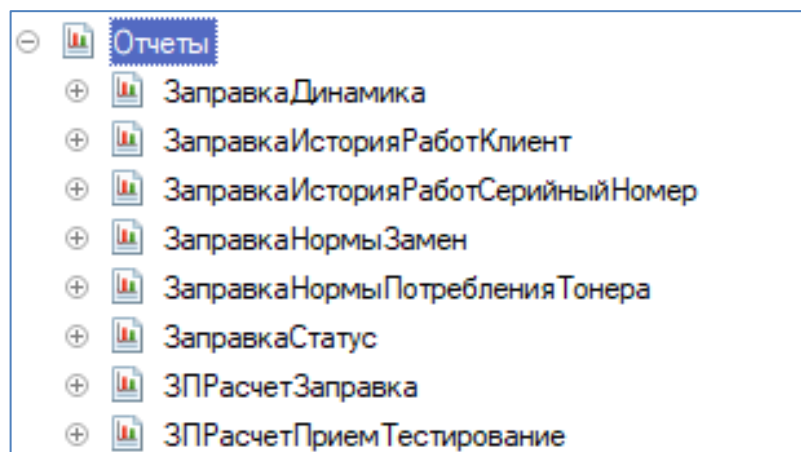 Отчеты
ЗаправкаДинамика
ЗаправкаИсторияРаботКлиент
ЗаправкаИсторияРаботСерийныйНомер
ЗаправкаНормыЗамен
ЗаправкаНормыПотребленияТонера
ЗаправкаСтатус
ЗПРасчетЗаправка
ЗПРасчетПриемТестирование